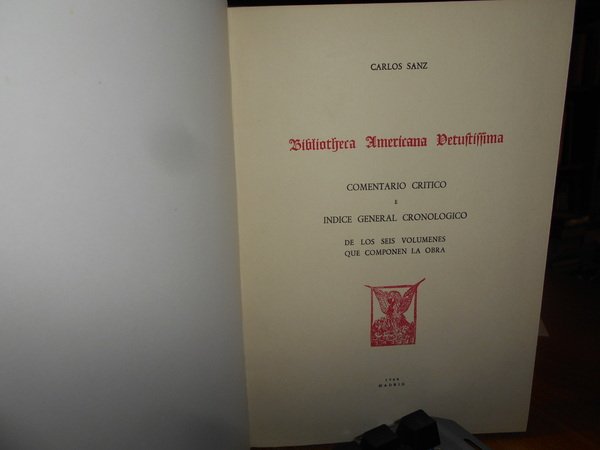 CARLOS SANZ
Bibliotheca Americana Vetustissima
COMENTARIO CRITICO
E
INDICE GENERAL CRONOLOGICO
DE LOS SEIS VOLUMENES
QUE COMPONEN LA OBRA
MADRID